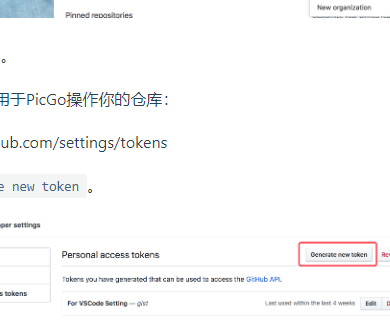 Pinned repositories
New organization
。
用于PicGo操作你的仓库：
ub.com/settings/tokens
e new token 。
per settings
Personal access tokens
Generate new token
Re
Tokens you have generated that can be used to access the GitHub API.
s tokens
For VSCode Setting — gist
Last used within the last 4 weeks
Edit
D